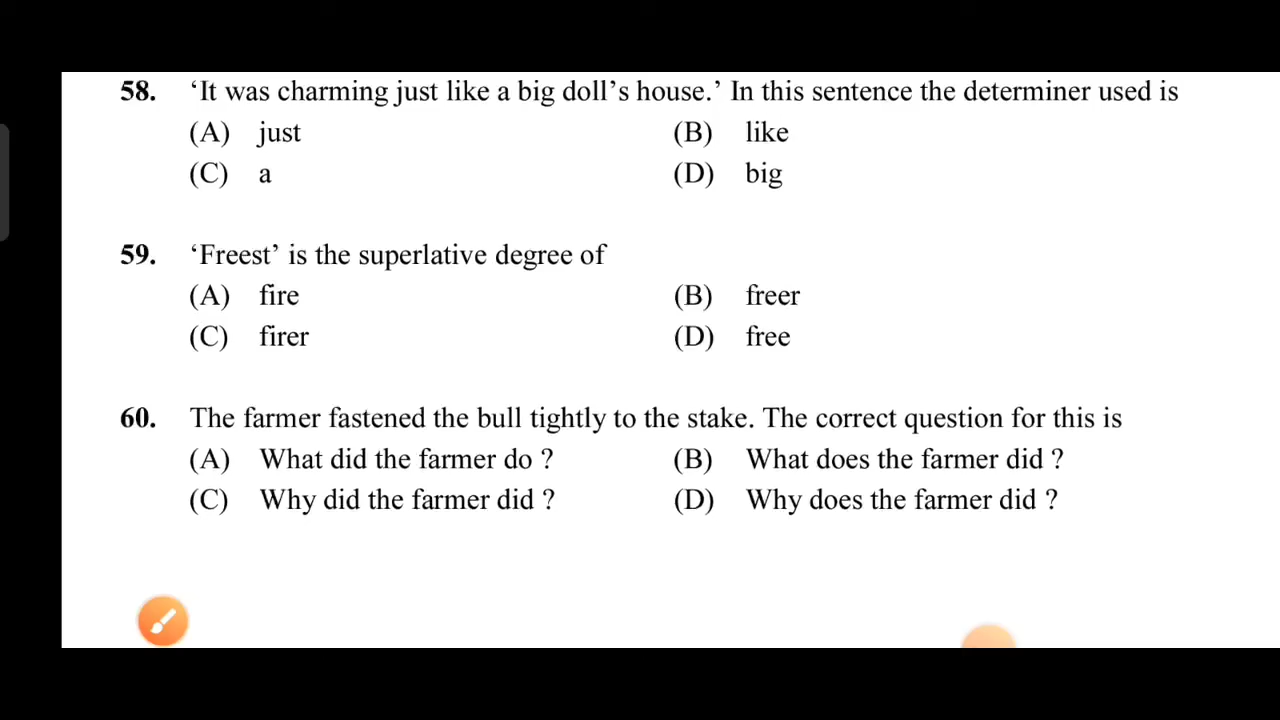 58. ‘It was charming just like a big doll’s house.’ In this sentence the determiner used is
(A) just (B) like
(C) a (D) big
59. ‘Freest’ is the superlative degree of
(A) fire (B) freer
(C) firer (D) free
60. The farmer fastened the bull tightly to the stake. The correct question for this is
(A) What did the farmer do ? (B) What does the farmer did ?
(C) Why did the farmer did ? (D) Why does the farmer did ?